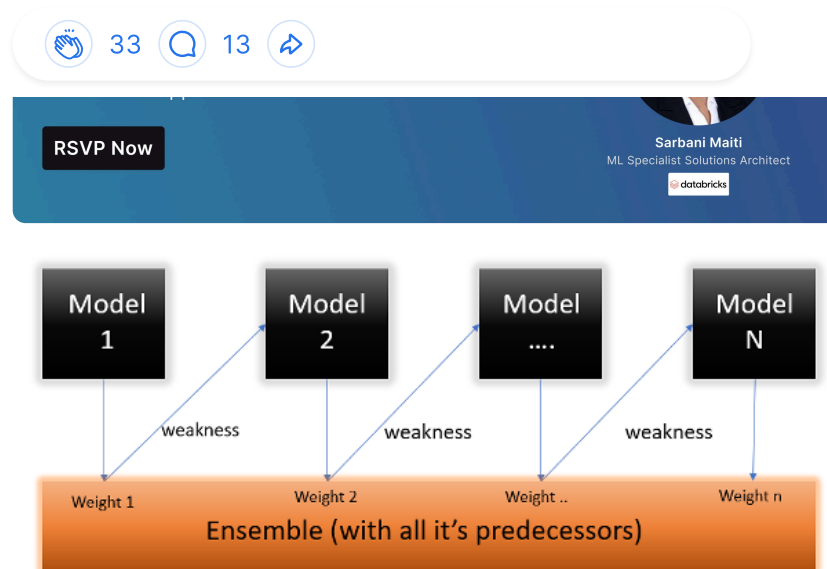 33 13
RSVP Now
Sarbani Maiti
ML Specialist Solutions Architect
databricks
Model
1
Model
2
Model
....
Model
N
weakness
weakness
weakness
Weight 1
Weight 2
Weight ..
Weight n
Ensemble (with all it's predecessors)